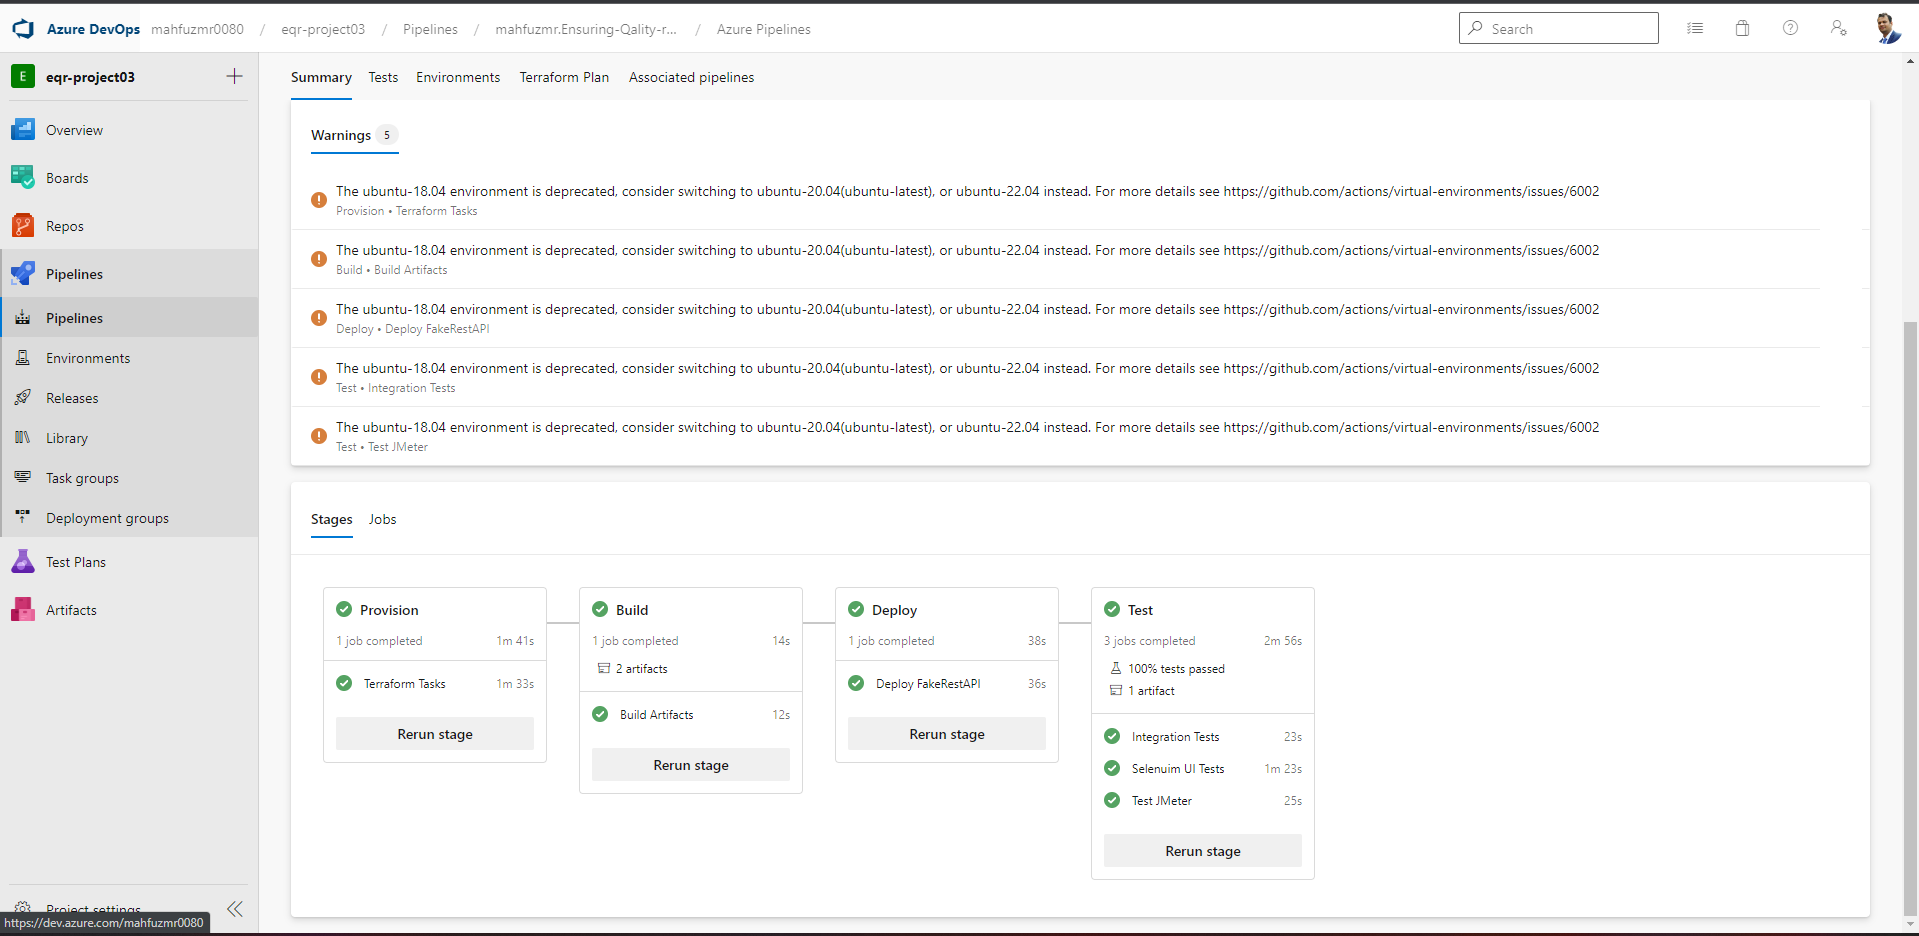 Azure DevOps mahfuzmr0080 / eqr-project03 / Pipelines / mahfuzmr.Ensuring-Qality-r... / Azure Pipelines
Search
E eqr-project03
Overview
Boards
Repos
Pipelines
Pipelines
Environments
Releases
Library
Task groups
Deployment groups
Test Plans
Artifacts
Project settings
https://dev.azure.com/mahfuzmr0080
Summary Tests Environments Terraform Plan Associated pipelines
Warnings 5
The ubuntu-18.04 environment is deprecated, consider switching to ubuntu-20.04(ubuntu-latest), or ubuntu-22.04 instead. For more details see https://github.com/actions/virtual-environments/issues/6002
Provision • Terraform Tasks
The ubuntu-18.04 environment is deprecated, consider switching to ubuntu-20.04(ubuntu-latest), or ubuntu-22.04 instead. For more details see https://github.com/actions/virtual-environments/issues/6002
Build • Build Artifacts
The ubuntu-18.04 environment is deprecated, consider switching to ubuntu-20.04(ubuntu-latest), or ubuntu-22.04 instead. For more details see https://github.com/actions/virtual-environments/issues/6002
Deploy • Deploy FakeRestAPI
The ubuntu-18.04 environment is deprecated, consider switching to ubuntu-20.04(ubuntu-latest), or ubuntu-22.04 instead. For more details see https://github.com/actions/virtual-environments/issues/6002
Test • Integration Tests
The ubuntu-18.04 environment is deprecated, consider switching to ubuntu-20.04(ubuntu-latest), or ubuntu-22.04 instead. For more details see https://github.com/actions/virtual-environments/issues/6002
Test • Test JMeter
Stages Jobs
Provision
1 job completed 1m 41s
Terraform Tasks 1m 33s
Rerun stage
Build
1 job completed 14s
2 artifacts
Build Artifacts 12s
Rerun stage
Deploy
1 job completed 38s
Deploy FakeRestAPI 36s
Rerun stage
Test
3 jobs completed 2m 56s
100% tests passed
1 artifact
Integration Tests 23s
Selenuim UI Tests 1m 23s
Test JMeter 25s
Rerun stage